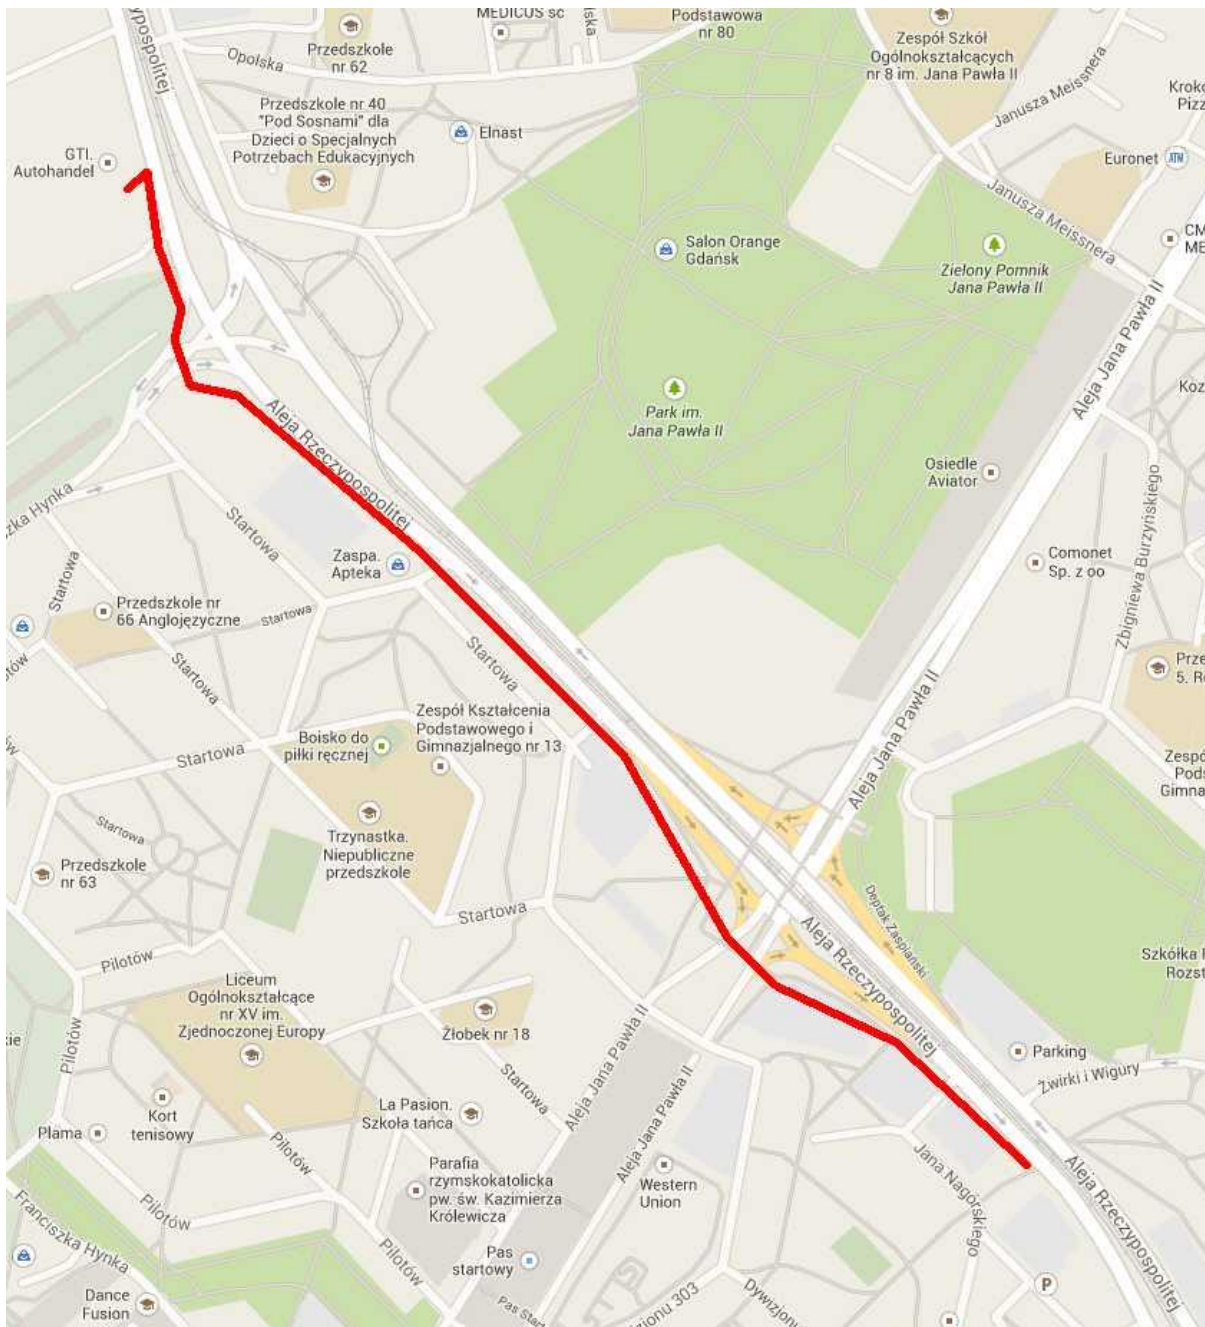 MEDICUS sc
Podstawowa
nr 80
Zespół Szkół
Ogólnokształcących
nr 8 im. Jana Pawła II
Przedszkole
nr 62
Opolska
Janusza Meissnera
Przedszkole nr 40
"Pod Sosnami" dla
Dzieci o Specjalnych
Potrzebach Edukacyjnych
Elnast
GTI.
Autohandel
Euronet
ATM
Janusza Meissnera
Salon Orange
Gdańsk
Zielony Pomnik
Jana Pawła II
Aleja Jana Pawła II
Park im.
Jana Pawła II
Aleja Rzeczypospolitej
Osiedle
Aviator
Startowa
Zaspa.
Apteka
Comonet
Sp. z oo
Zbigniewa Burzyńskiego
Startowa
Przedszkole nr
66 Anglojęzyczne
Startowa
Startowa
Startowa
Zespół Kształcenia
Podstawowego i
Gimnazjalnego nr 13
Boisko do
piłki ręcznej
Startowa
Aleja Jana Pawła II
Startowa
Trzynastka.
Niepubliczne
przedszkole
Przedszkole
nr 63
Startowa
Deptak Zaspiański
Aleja Rzeczypospolitej
Pilotów
Liceum
Ogólnokształcące
nr XV im.
Zjednoczonej Europy
Żłobek nr 18
Pilotów
Startowa
Aleja Jana Pawła II
Aleja Jana Pawła II
Parking
Żwirki i Wigury
Kort
tenisowy
La Pasion.
Szkoła tańca
Plama
Pilotów
Pilotów
Parafia
rzymskokatolicka
pw. św. Kazimierza
Królewicza
Western
Union
Jana Nagórskiego
Aleja Rzeczypospolitej
Franciszka Hynka
Pilotów
Pas
startowy
P
Dance
Fusion